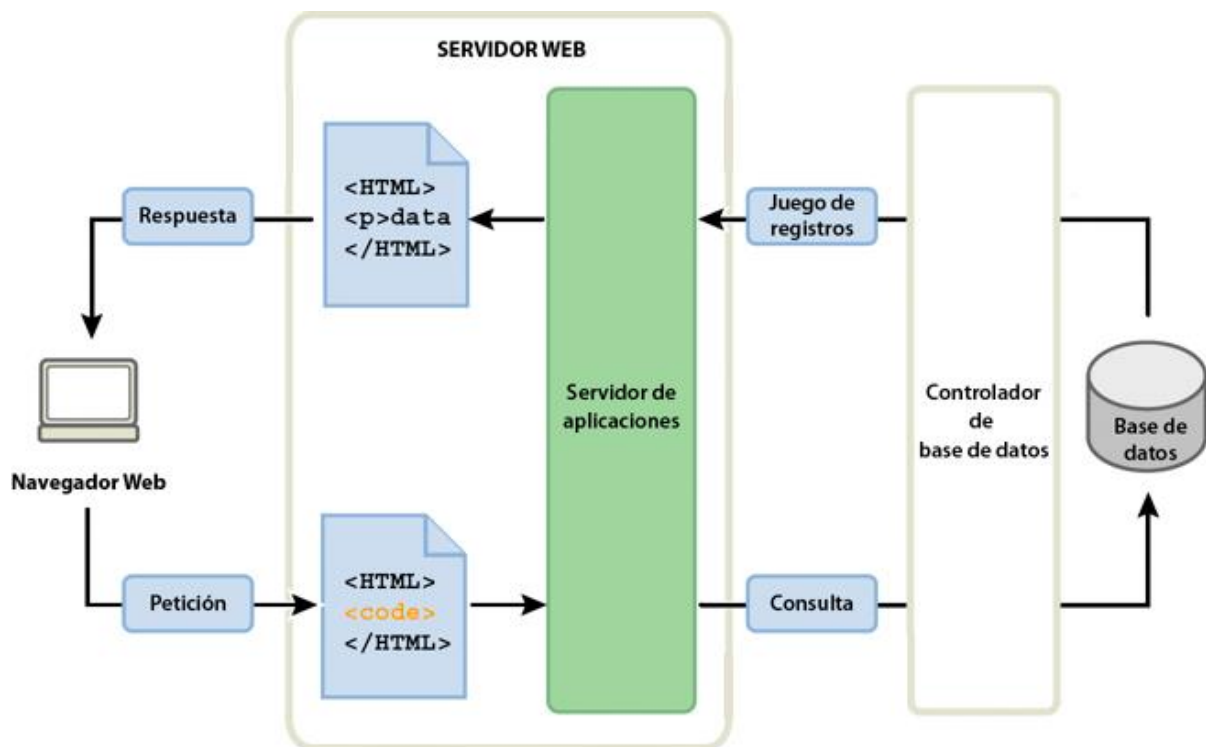 SERVIDOR WEB
<HTML>
<p>data
</HTML>
Respuesta
Juego de
registros
Servidor de
aplicaciones
Controlador
de
base de datos
Base de
datos
Navegador Web
Petición
<HTML>
<code>
</HTML>
Consulta